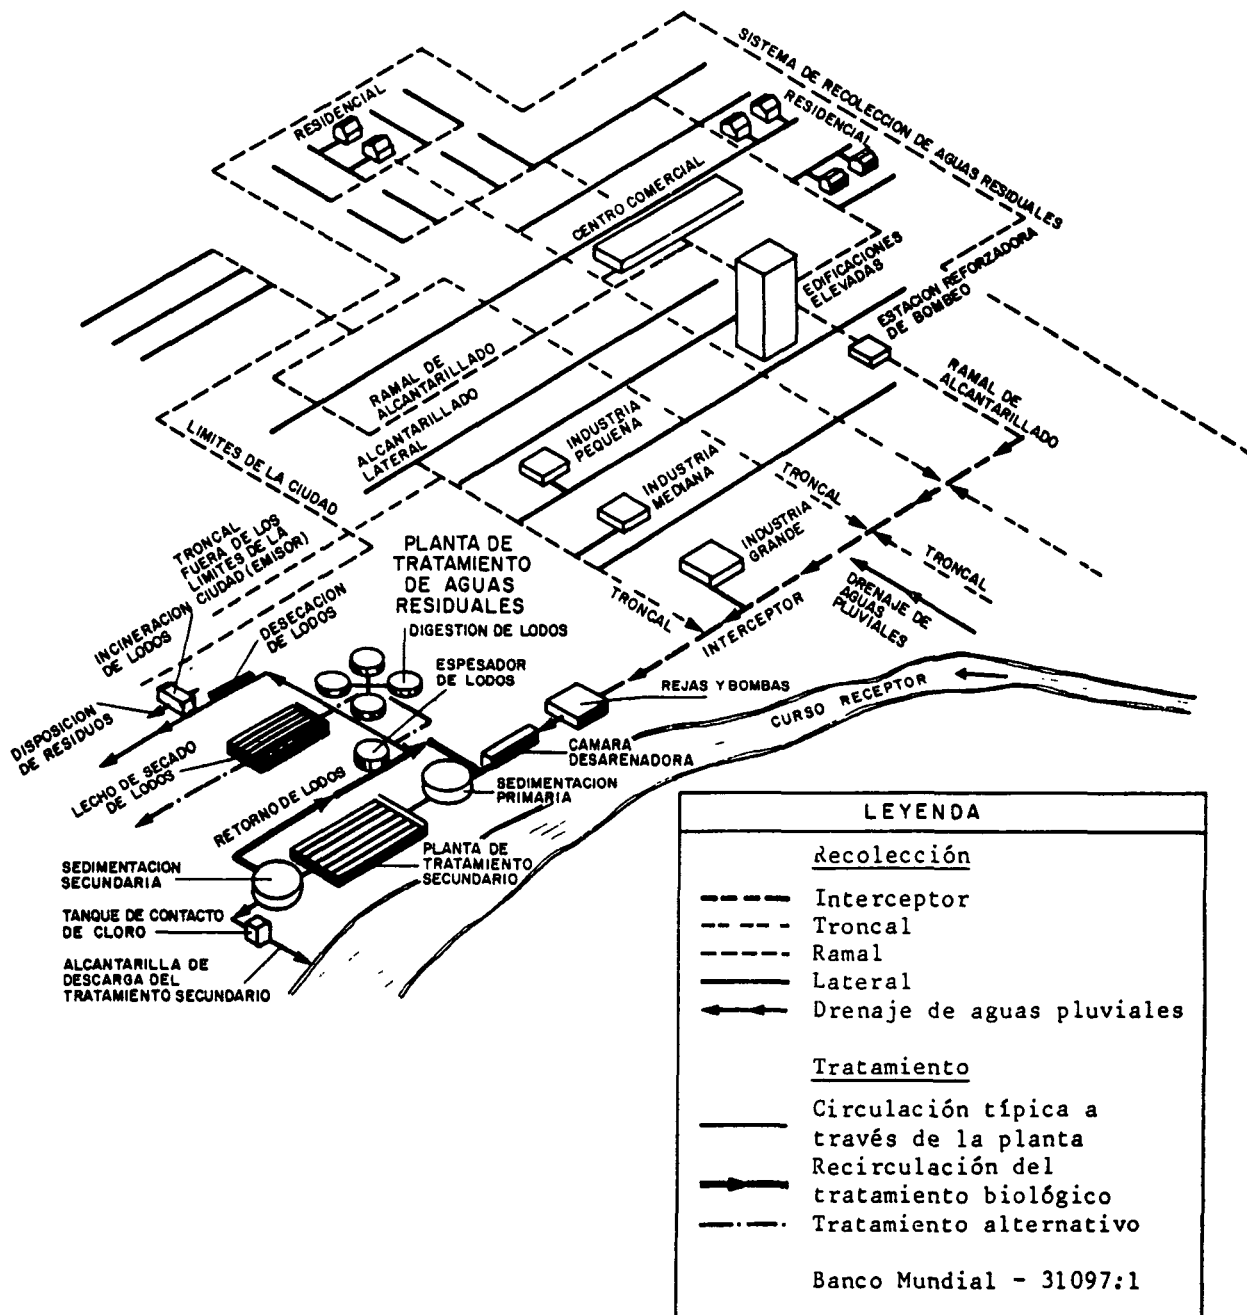 SISTEMA DE RECOLECCION DE AGUAS RESIDUALES
RESIDENCIAL
RESIDENCIAL
CENTRO COMERCIAL
EDIFICACIONES
ELEVADAS
ESTACION REFORZADORA
DE BOMBEO
RAMAL DE
ALCANTARILLADO
RAMAL DE
ALCANTARILLADO
ALCANTARILLADO
LATERAL
INDUSTRIA
PEQUEÑA
INDUSTRIA
MEDIANA
INDUSTRIA
GRANDE
LIMITES DE LA CIUDAD
TRONCAL
FUERA DE LOS
LIMITES DE LA
CIUDAD (EMISOR)
TRONCAL
TRONCAL
TRONCAL
INTERCEPTOR
DRENAJE DE
AGUAS
PLUVIALES
PLANTA DE
TRATAMIENTO
DE AGUAS
RESIDUALES
INCINERACION
DE LODOS
DESECACION
DE LODOS
DIGESTION DE LODOS
ESPESADOR
DE LODOS
REJAS Y BOMBAS
CURSO RECEPTOR
DISPOSICION
DE RESIDUOS
LECHO DE SECADO
DE LODOS
CAMARA
DESARENADORA
SEDIMENTACION
PRIMARIA
RETORNO DE LODOS
PLANTA DE
TRATAMIENTO
SECUNDARIO
SEDIMENTACION
SECUNDARIA
TANQUE DE CONTACTO
DE CLORO
ALCANTARILLA DE
DESCARGA DEL
TRATAMIENTO SECUNDARIO
LEYENDA
Recolección
Interceptor
Troncal
Ramal
Lateral
Drenaje de aguas pluviales
Tratamiento
Circulación típica a
través de la planta
Recirculación del
tratamiento biológico
Tratamiento alternativo
Banco Mundial - 31097:1